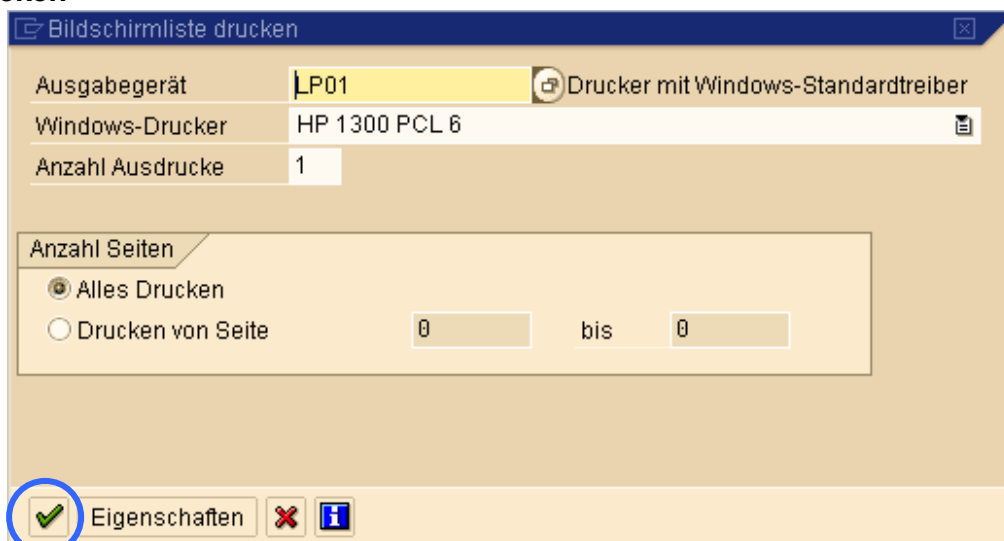 Bildschirmliste drucken
Ausgabegerät LP01 Drucker mit Windows-Standardtreiber
Windows-Drucker HP 1300 PCL 6
Anzahl Ausdrucke 1
Anzahl Seiten
Alles Drucken
Drucken von Seite 0 bis 0
Eigenschaften